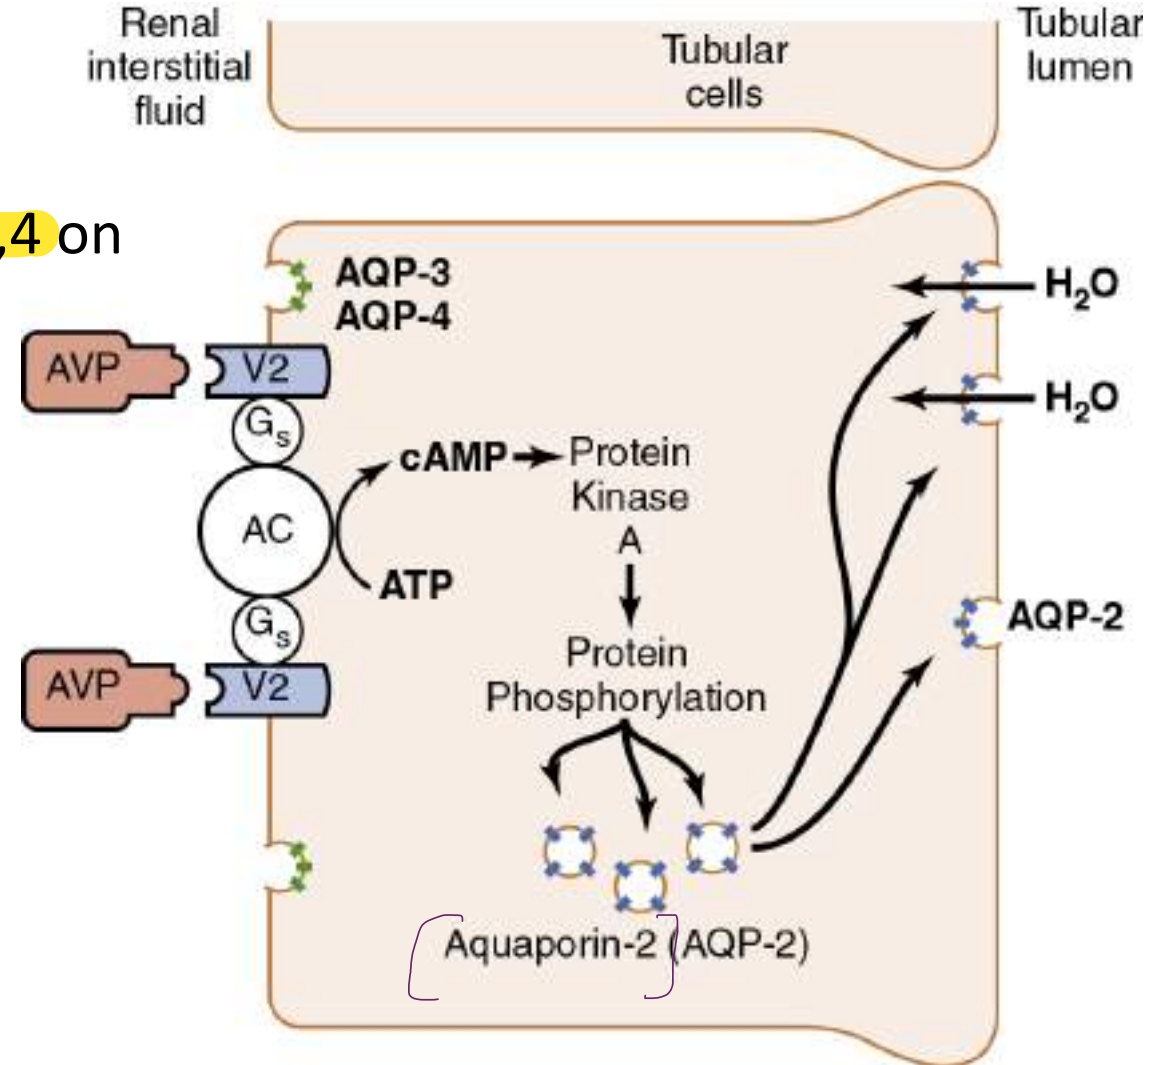 Renal
interstitial
fluid
Tubular
cells
Tubular
lumen
,4 on
AQP-3
AQP-4
H₂O
AVP
V2
H₂O
Gₛ
cAMP
Protein
Kinase
A
AC
ATP
Gₛ
AQP-2
Protein
Phosphorylation
AVP
V2
Aquaporin-2 (AQP-2)